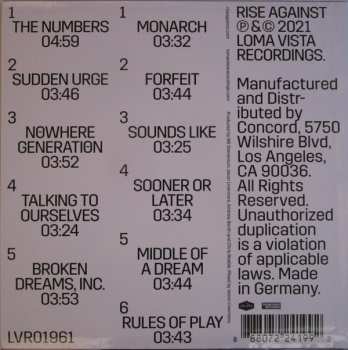 1
THE NUMBERS
04:59
2
SUDDEN URGE
03:46
3
NOWHERE
GENERATION
03:52
4
TALKING TO
OURSELVES
03:24
5
BROKEN
DREAMS, INC.
03:53
LVR01961
1
MONARCH
03:32
2
FORFEIT
03:44
3
SOUNDS LIKE
03:25
4
SOONER OR
LATER
03:34
5
MIDDLE OF
A DREAM
03:44
6
RULES OF PLAY
03:43
RISE AGAINST
℗ & © 2021
LOMA VISTA
RECORDINGS.
Manufactured
and Distri-
buted by
Concord, 5750
Wilshire Blvd,
Los Angeles,
CA 90036.
All Rights
Reserved.
Unauthorized
duplication
is a violation
of applicable
laws. Made in
Germany.